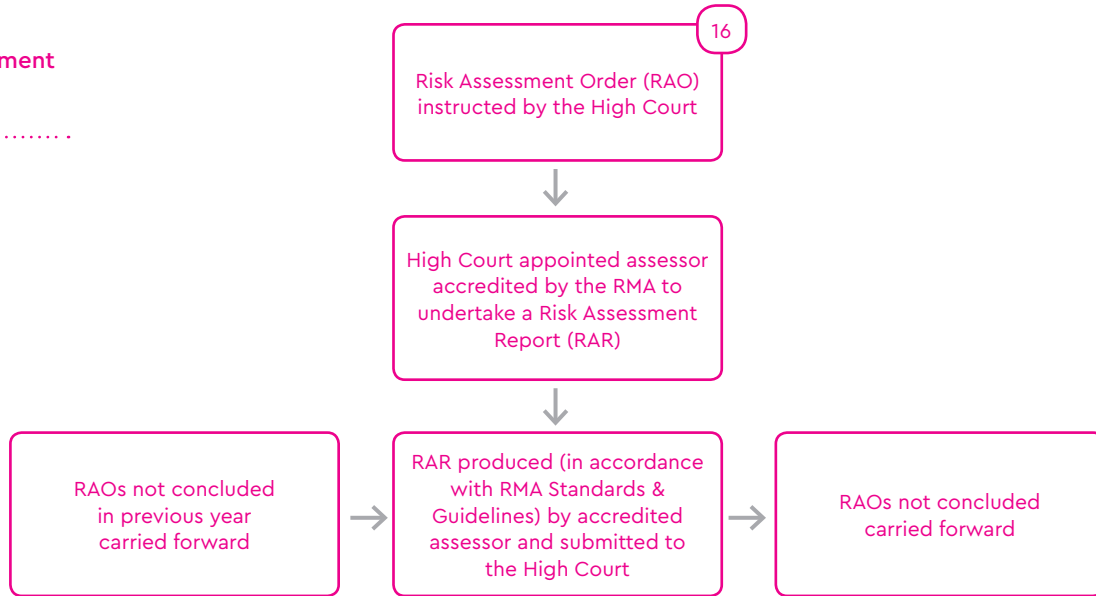 ment
........ .
16
Risk Assessment Order (RAO)
instructed by the High Court
High Court appointed assessor
accredited by the RMA to
undertake a Risk Assessment
Report (RAR)
RAOs not concluded
in previous year
carried forward
RAR produced (in accordance
with RMA Standards &
Guidelines) by accredited
assessor and submitted to
the High Court
RAOs not concluded
carried forward